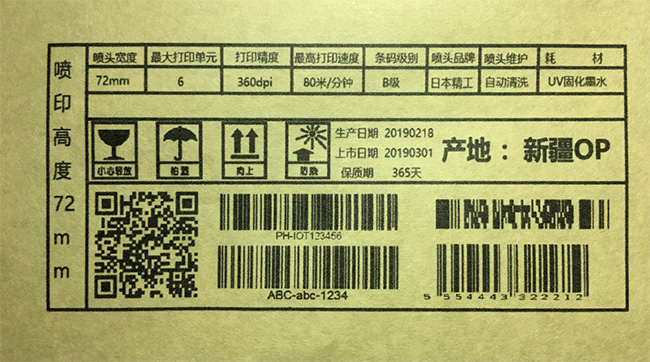 喷印高度72mm
喷头宽度 最大打印单元 打印精度 最高打印速度 条码级别 喷头品牌 喷头维护 耗 材
72mm 6 360dpi 80米/分钟 B级 日本精工 自动清洗 UV固化墨水
小心轻放 怕湿 向上 防晒
生产日期 20190218
上市日期 20190301
保质期 365天
产地：新疆OP
PH-IOT123456
ABC-abc-1234
5 554443 322212